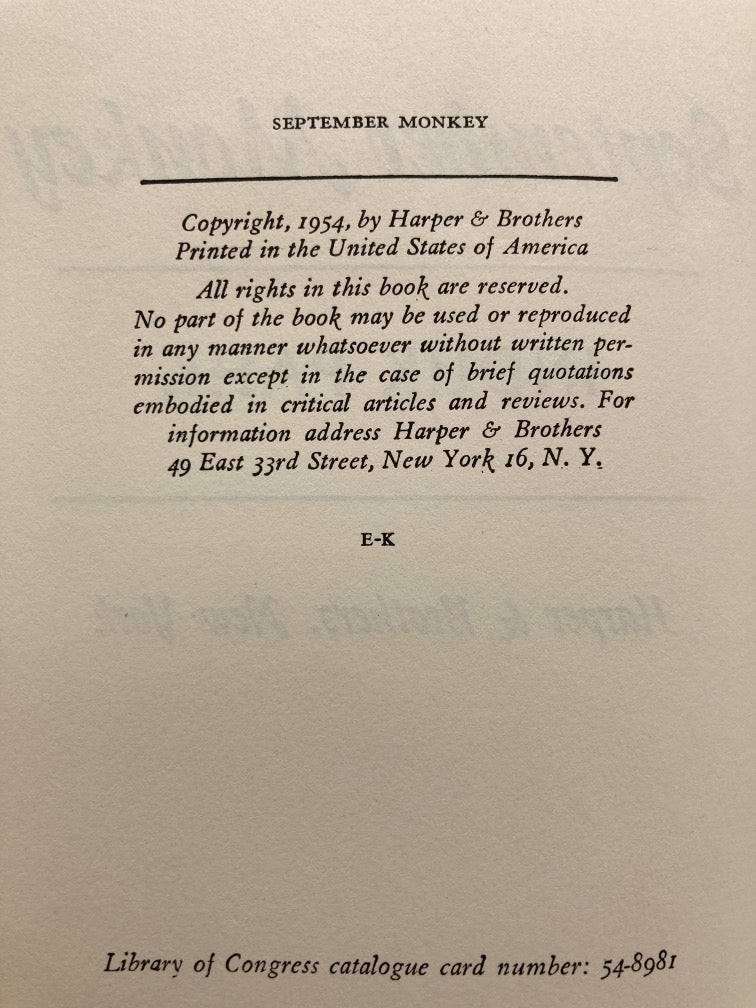 SEPTEMBER MONKEY
Copyright, 1954, by Harper & Brothers
Printed in the United States of America
All rights in this book are reserved.
No part of the book may be used or reproduced
in any manner whatsoever without written per-
mission except in the case of brief quotations
embodied in critical articles and reviews. For
information address Harper & Brothers
49 East 33rd Street, New York 16, N. Y.
E-K
Library of Congress catalogue card number: 54-8981